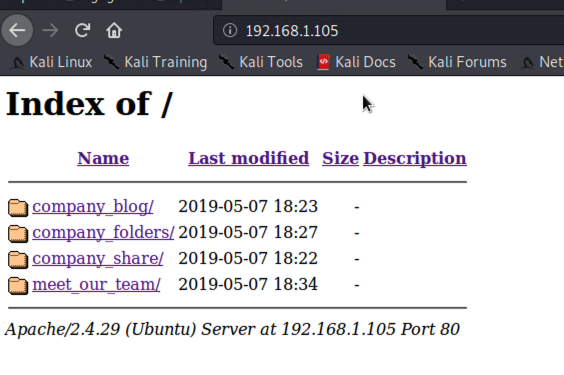 192.168.1.105
Kali Linux Kali Training Kali Tools Kali Docs Kali Forums Net
Index of /
Name Last modified Size Description
company_blog/ 2019-05-07 18:23 -
company_folders/ 2019-05-07 18:27 -
company_share/ 2019-05-07 18:22 -
meet_our_team/ 2019-05-07 18:34 -
Apache/2.4.29 (Ubuntu) Server at 192.168.1.105 Port 80